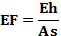 EF = Eh
As